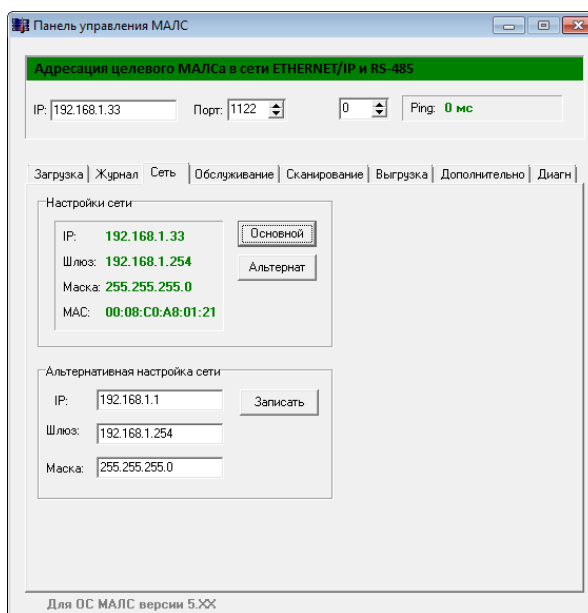 Панель управления МАЛС
Адресация целевого МАЛСа в сети ETHERNET/IP и RS-485
IP: 192.168.1.33 Порт: 1122 0 Ping: 0 мс
Загрузка Журнал Сеть Обслуживание Сканирование Выгрузка Дополнительно Диагн
Настройки сети
IP: 192.168.1.33 Основной
Шлюз: 192.168.1.254 Альтернат
Маска: 255.255.255.0
MAC: 00:08:C0:A8:01:21
Альтернативная настройка сети
IP: 192.168.1.1 Записать
Шлюз: 192.168.1.254
Маска: 255.255.255.0
Для ОС МАЛС версии 5.XX